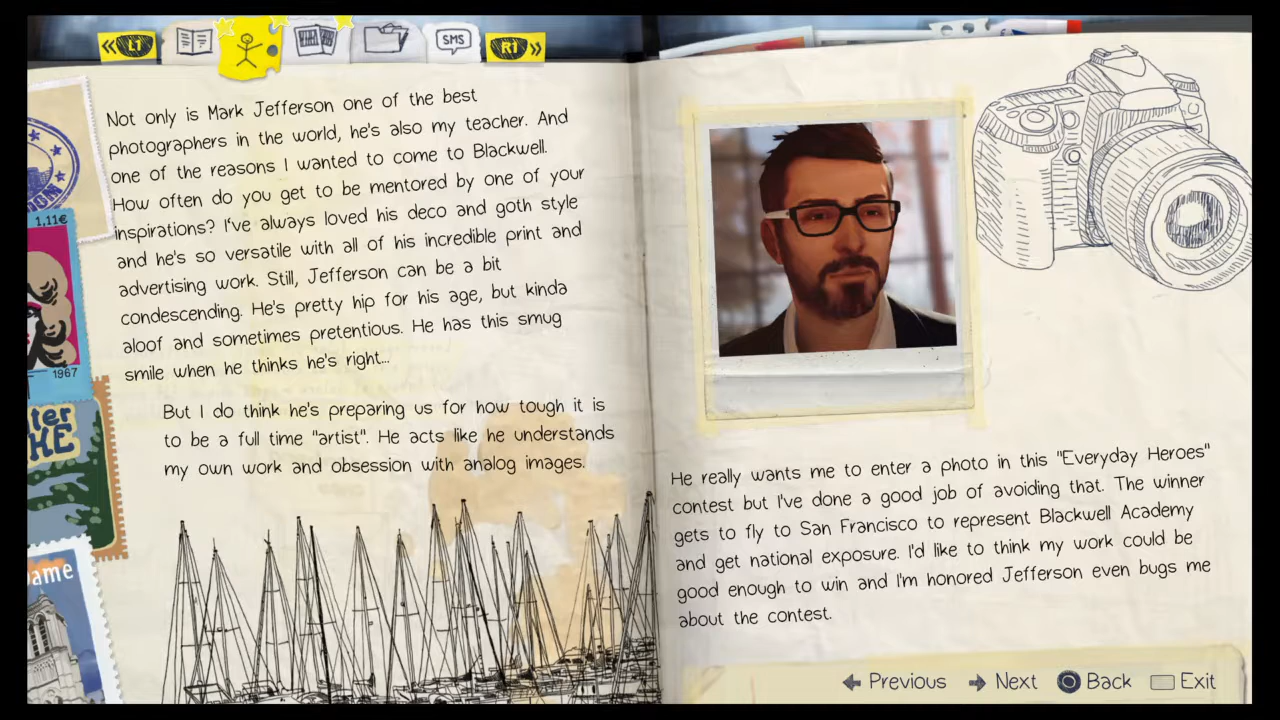 L1
SMS
R1
Not only is Mark Jefferson one of the best
photographers in the world, he's also my teacher. And
one of the reasons I wanted to come to Blackwell.
How often do you get to be mentored by one of your
inspirations? I've always loved his deco and goth style
and he's so versatile with all of his incredible print and
advertising work. Still, Jefferson can be a bit
condescending. He's pretty hip for his age, but kinda
aloof and sometimes pretentious. He has this smug
smile when he thinks he's right...
But I do think he's preparing us for how tough it is
to be a full time "artist". He acts like he understands
my own work and obsession with analog images.
1,11€
1967
ter
KE
ame
He really wants me to enter a photo in this "Everyday Heroes"
contest but I've done a good job of avoiding that. The winner
gets to fly to San Francisco to represent Blackwell Academy
and get national exposure. I'd like to think my work could be
good enough to win and I'm honored Jefferson even bugs me
about the contest.
Previous Next Back Exit